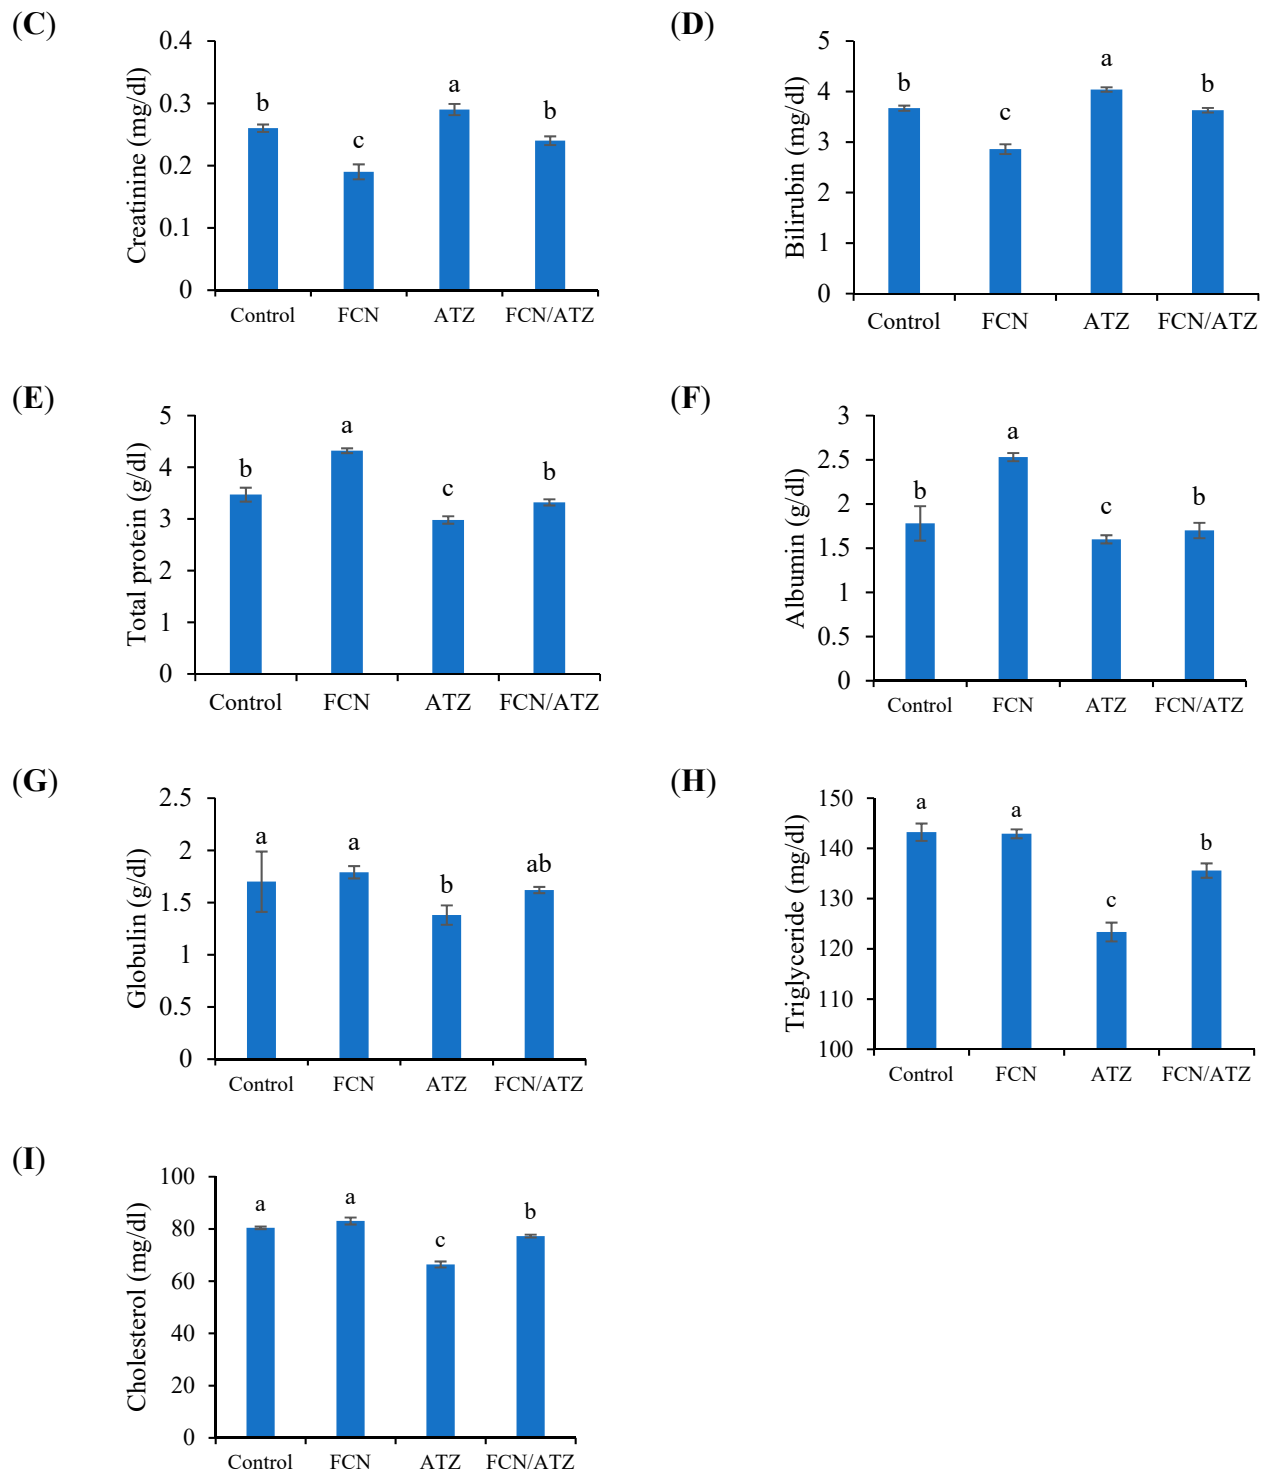 (C)
Creatinine (mg/dl)
0.4
0.3
0.2
0.1
0
b
c
a
b
Control FCN ATZ FCN/ATZ
(D)
Bilirubin (mg/dl)
5
4
3
2
1
0
b
c
a
b
Control FCN ATZ FCN/ATZ
(E)
Total protein (g/dl)
5
4
3
2
1
0
b
a
c
b
Control FCN ATZ FCN/ATZ
(F)
Albumin (g/dl)
3
2.5
2
1.5
1
0.5
0
b
a
c
b
Control FCN ATZ FCN/ATZ
(G)
Globulin (g/dl)
2.5
2
1.5
1
0.5
0
a
a
b
ab
Control FCN ATZ FCN/ATZ
(H)
Triglyceride (mg/dl)
150
140
130
120
110
100
a
a
c
b
Control FCN ATZ FCN/ATZ
(I)
Cholesterol (mg/dl)
100
80
60
40
20
0
a
a
c
b
Control FCN ATZ FCN/ATZ